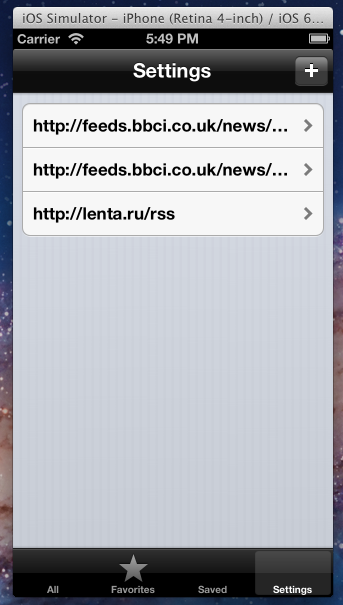 iOS Simulator – iPhone (Retina 4-inch) / iOS 6...
Carrier 5:49 PM
Settings +
http://feeds.bbci.co.uk/news/...
http://feeds.bbci.co.uk/news/...
http://lenta.ru/rss
All Favorites Saved Settings